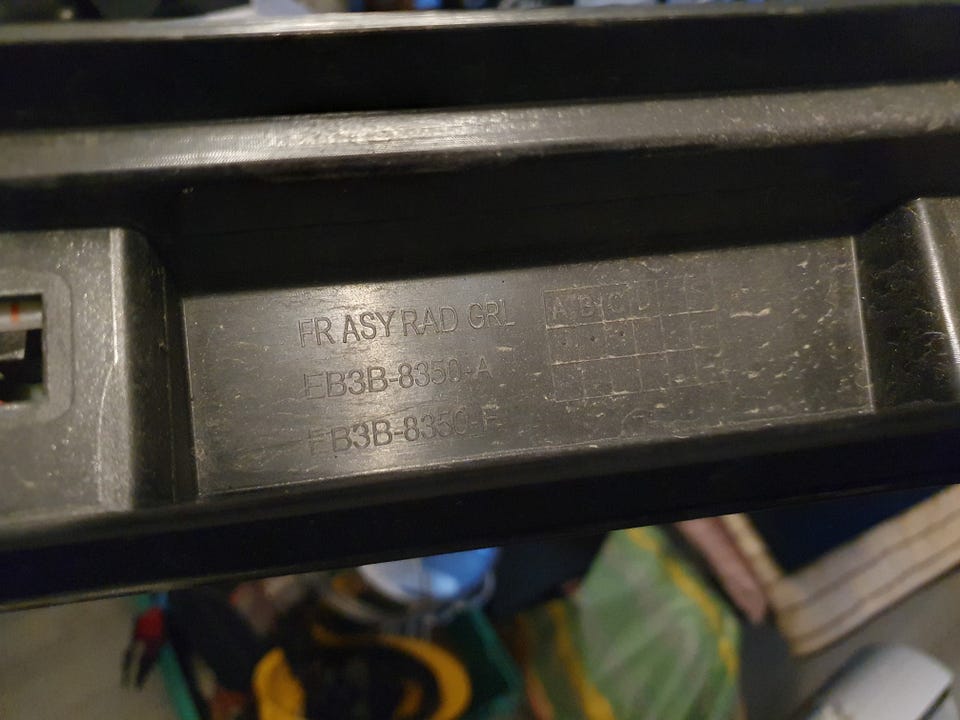 FR ASY RAD GRL
EB3B-8350-A
EB3B-8350-
A B C D